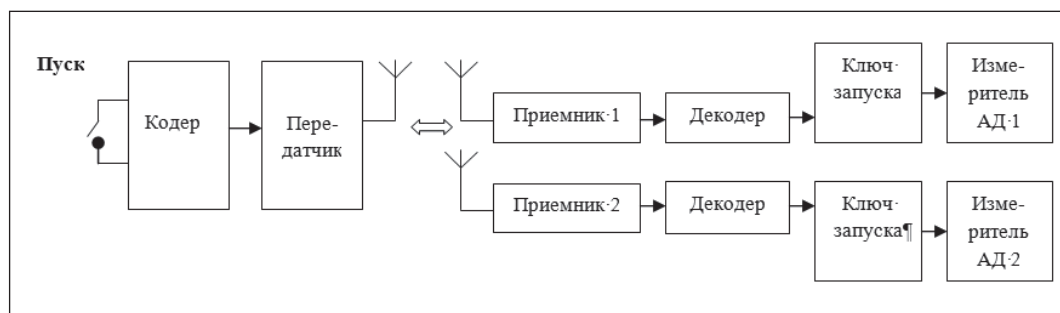 Пуск
Кодер
Пере-
датчик
Приемник·1
Декодер
Ключ·
запуска
Изме-
ритель
АД·1
Приемник·2
Декодер
Ключ·
запуска¶
Изме-
ритель
АД·2